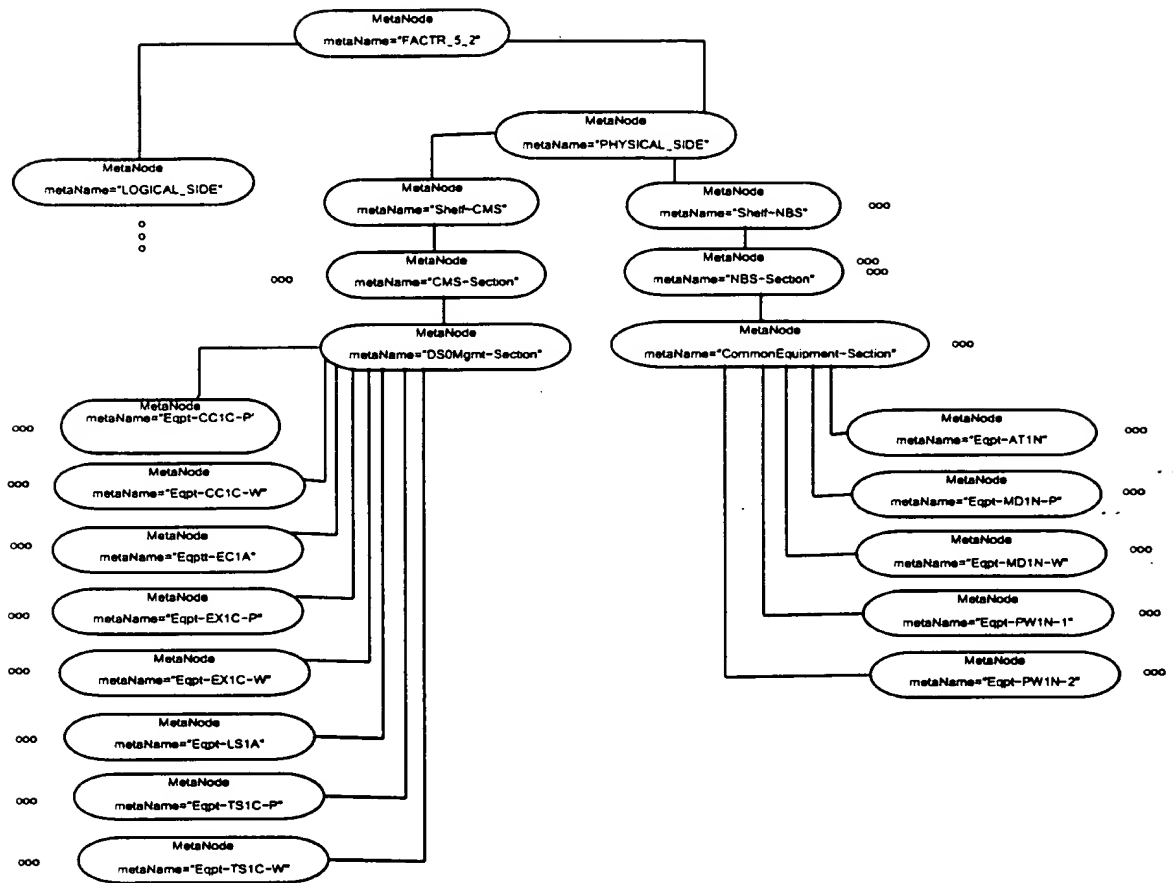 MetaNode
metaName="FACTR_5_2"
MetaNode
metaName="PHYSICAL_SIDE"
MetaNode
metaName="LOGICAL_SIDE"
MetaNode
metaName="Shelf-CMS"
MetaNode
metaName="Shelf-NBS"
MetaNode
metaName="CMS-Section"
MetaNode
metaName="NBS-Section"
MetaNode
metaName="DS0Mgmt-Section"
MetaNode
metaName="CommonEquipment-Section"
MetaNode
metaName="Eqpt-CC1C-P'
MetaNode
metaName="Eqpt-CC1C-W"
MetaNode
metaName="Eqptt-EC1A"
MetaNode
metaName="Eqpt-EX1C-P"
MetaNode
metaName="Eqpt-EX1C-W"
MetaNode
metaName="Eqpt-LS1A"
MetaNode
metaName="Eqpt-TS1C-P"
MetaNode
metaName="Eqpt-TS1C-W"
MetaNode
metaName="Eqpt-AT1N"
MetaNode
metaName="Eqpt-MD1N-P"
MetaNode
metaName="Eqpt-MD1N-W"
MetaNode
metaName="Eqpt-PW1N-1"
MetaNode
metaName="Eqpt-PW1N-2"